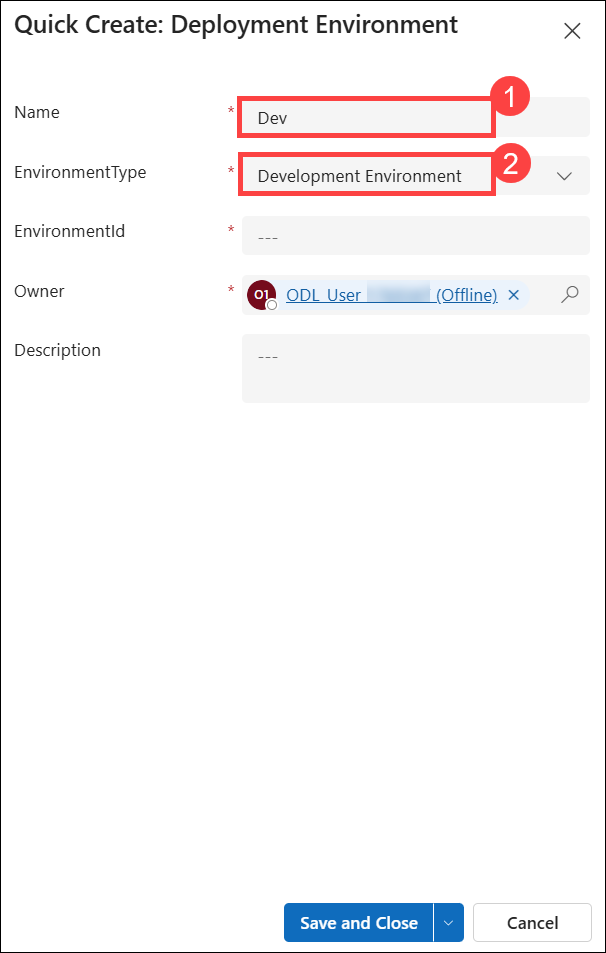 Quick Create: Deployment Environment
Name * Dev 1
EnvironmentType * Development Environment 2
EnvironmentId * ---
Owner * O1 ODL_User (Offline)
Description ---
Save and Close Cancel